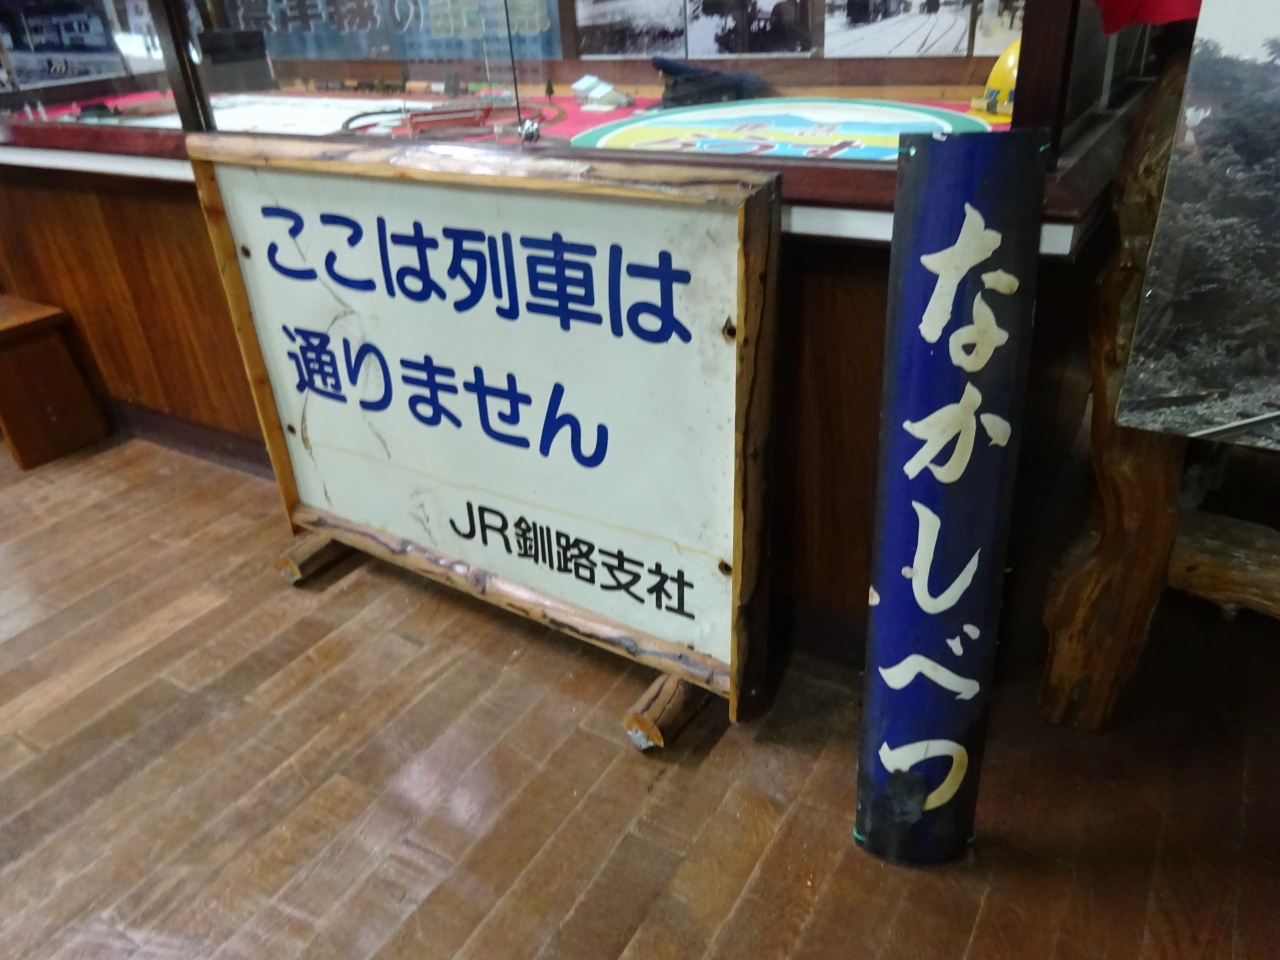 ここは列車は
通りません
JR釧路支社
なかしべつ